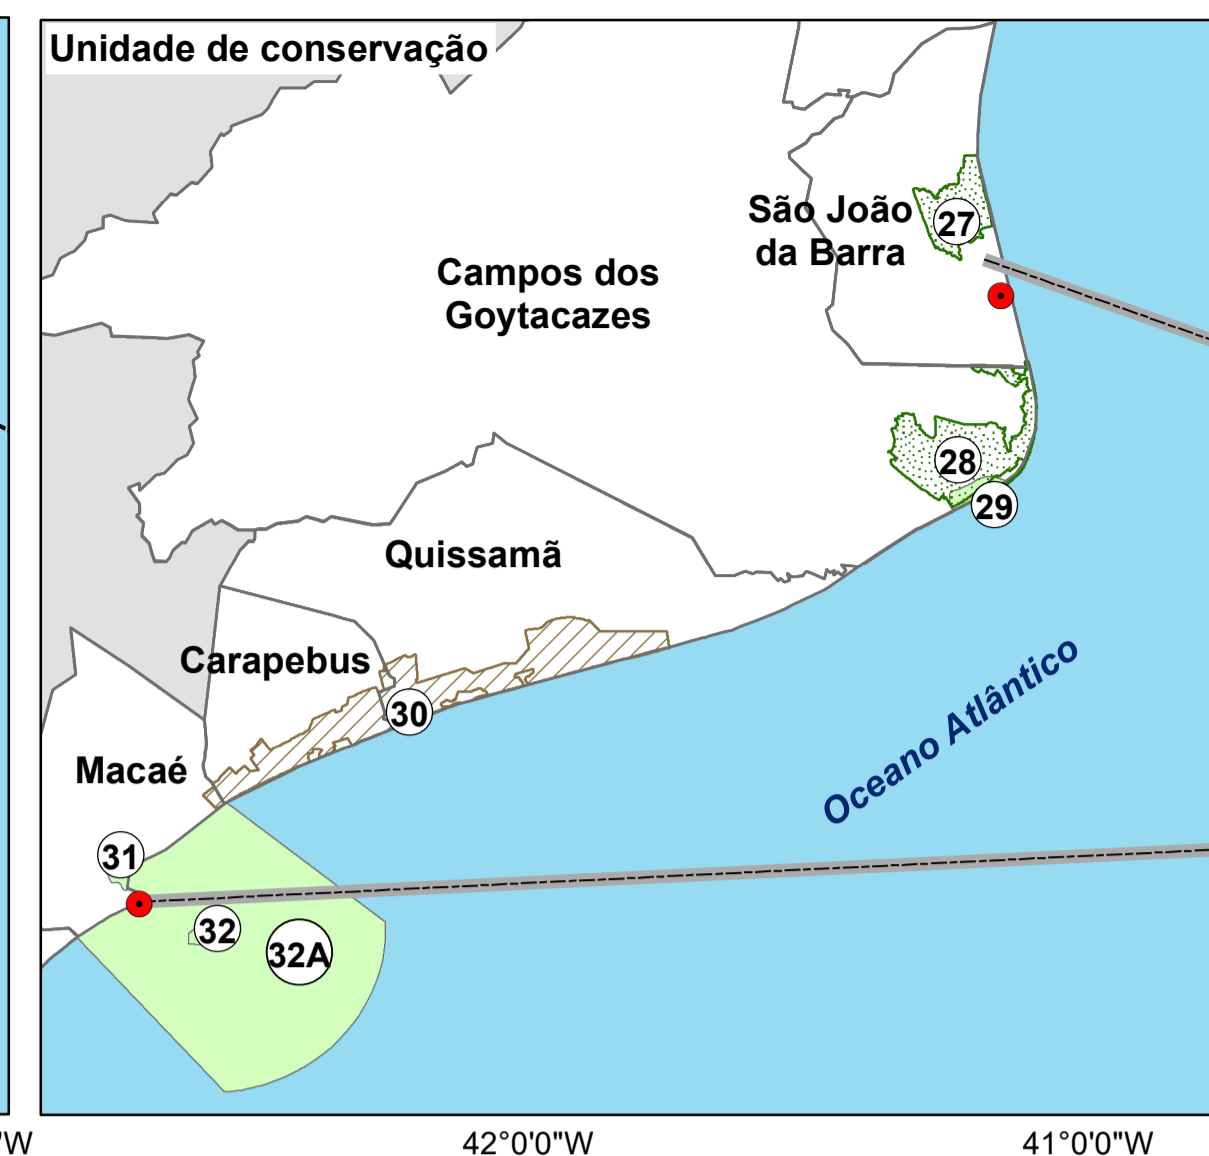 Unidade de conservação
São João
da Barra
27
Campos dos
Goytacazes
28
29
Quissamã
Carapebus
30
Oceano Atlântico
Macaé
31
32
32A
"W
42°0'0"W
41°0'0"W